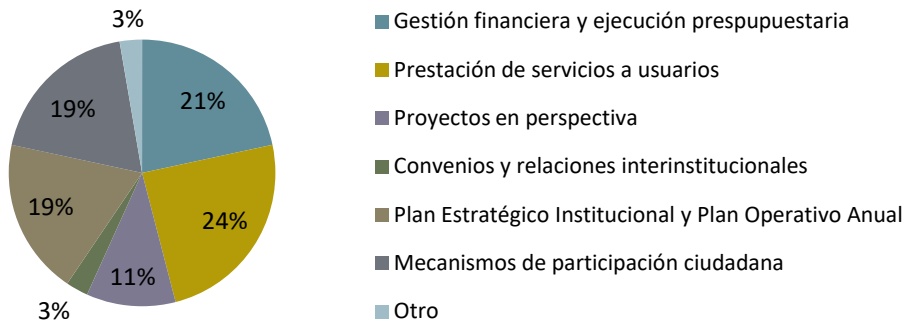 3%
21%
19%
24%
19%
11%
3%
Gestión financiera y ejecución prespupuestaria
Prestación de servicios a usuarios
Proyectos en perspectiva
Convenios y relaciones interinstitucionales
Plan Estratégico Institucional y Plan Operativo Anual
Mecanismos de participación ciudadana
Otro